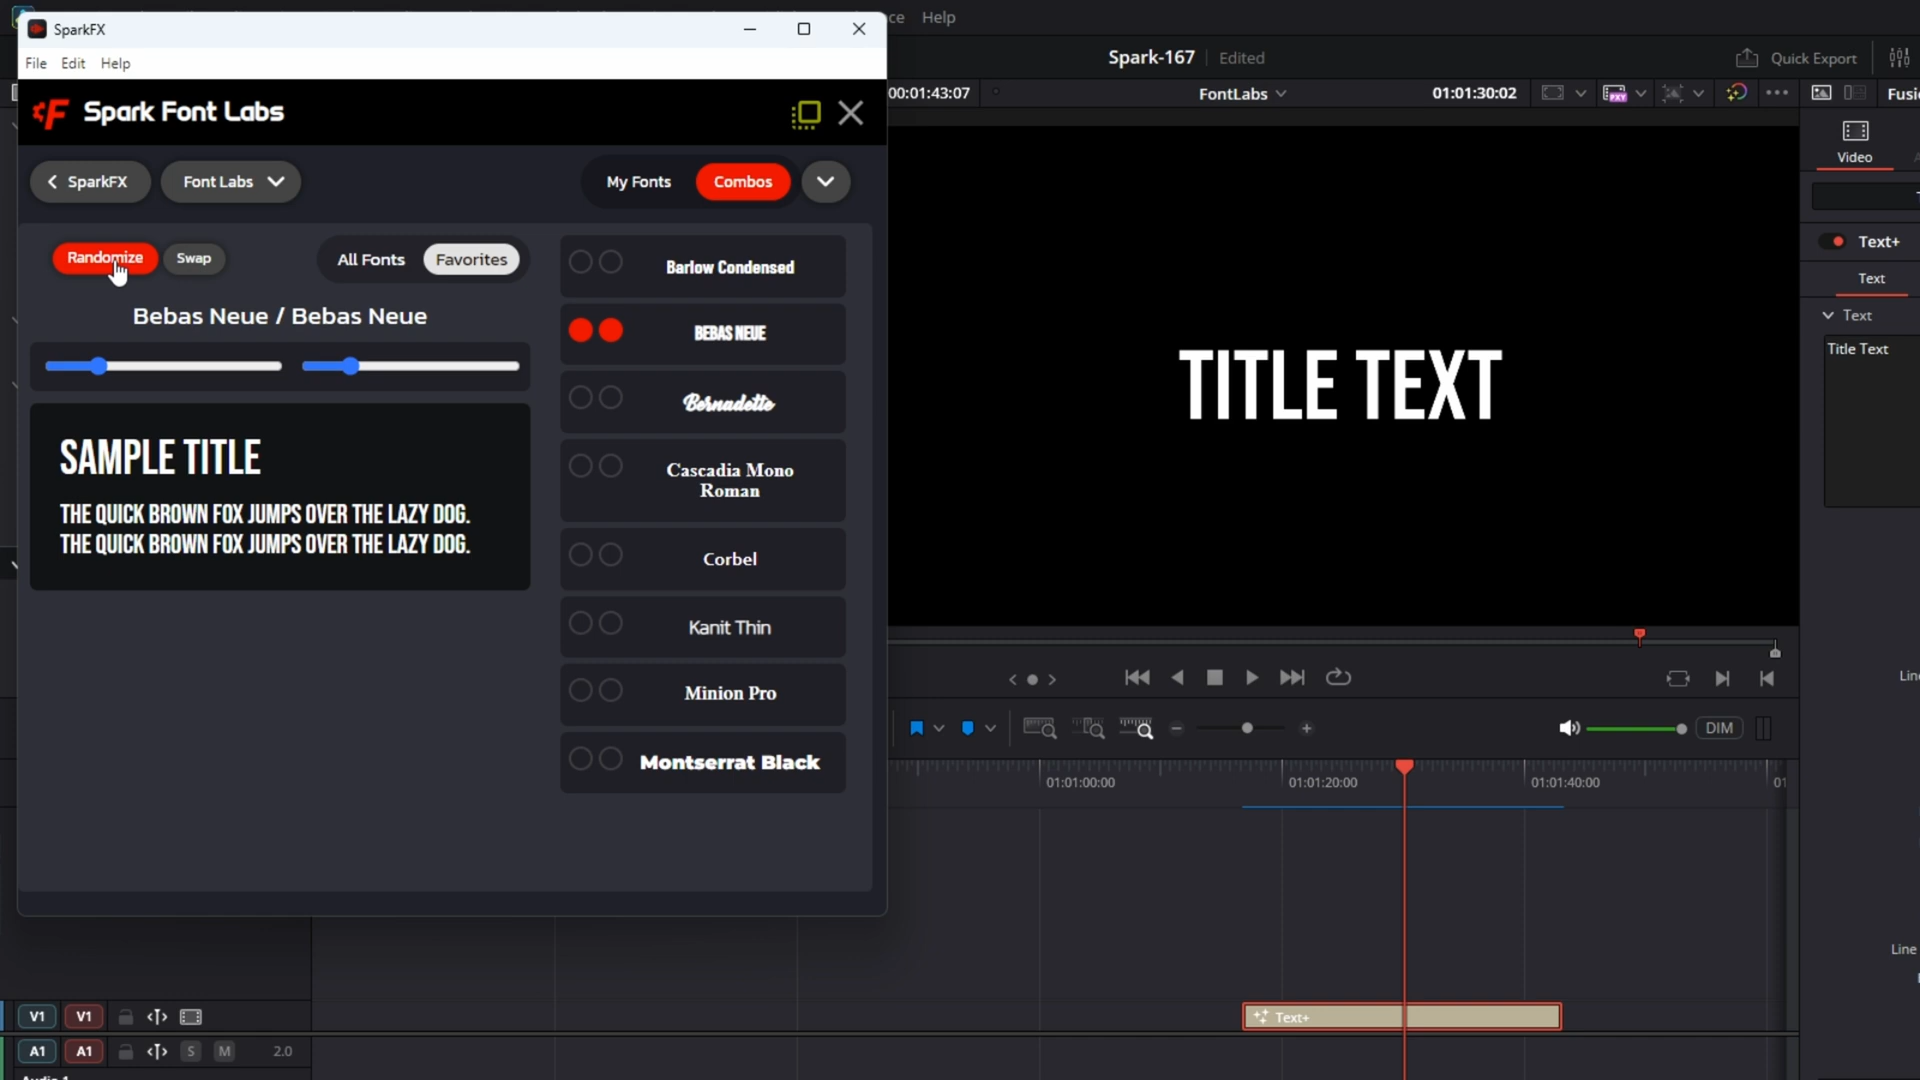 SparkFX
File Edit Help
Spark Font Labs
SparkFX Font Labs My Fonts Combos
Randomize Swap All Fonts Favorites
Bebas Neue / Bebas Neue
SAMPLE TITLE
THE QUICK BROWN FOX JUMPS OVER THE LAZY DOG.
THE QUICK BROWN FOX JUMPS OVER THE LAZY DOG.
Barlow Condensed
BEBAS NEUE
Bernadette
Cascadia Mono
Roman
Corbel
Kanit Thin
Minion Pro
Montserrat Black
Help
Spark-167 Edited
Quick Export
00:01:43:07 FontLabs 01:01:30:02
PXY
TITLE TEXT
Video
Text+
Text
Text
Title Text
DIM
01:01:00:00 01:01:20:00 01:01:40:00
Text+
V1 V1
A1 A1 S M 2.0
Line